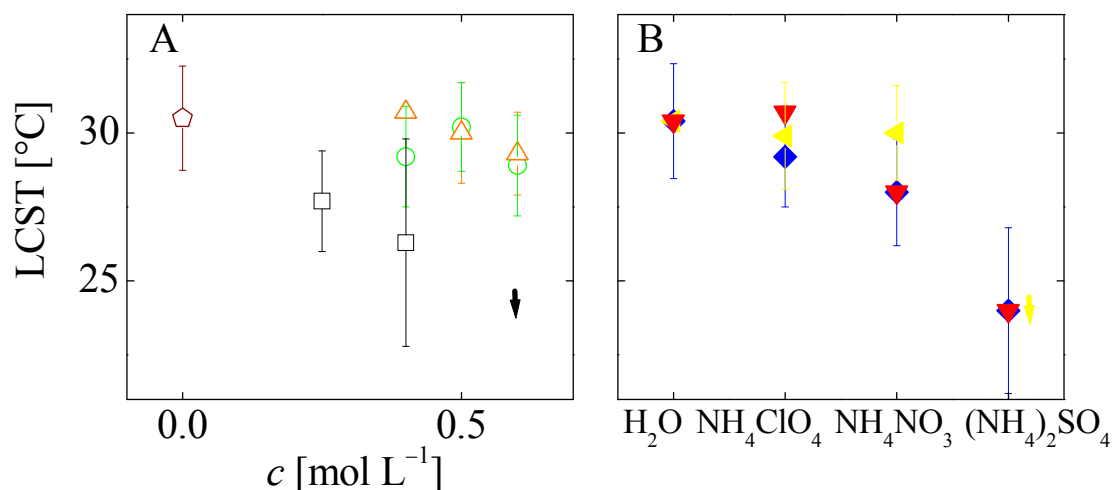 A
B
LCST [°C]
30
25
0.0 0.5
c [mol L⁻¹]
H₂O NH₄ClO₄ NH₄NO₃ (NH₄)₂SO₄